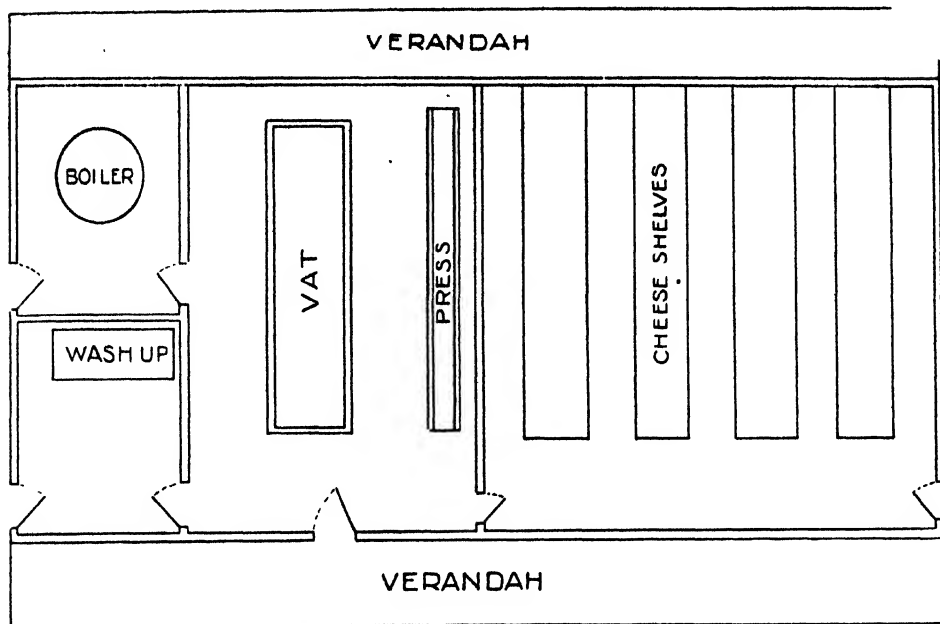 VERANDAH
BOILER
VAT
PRESS
CHEESE SHELVES
WASH UP
VERANDAH